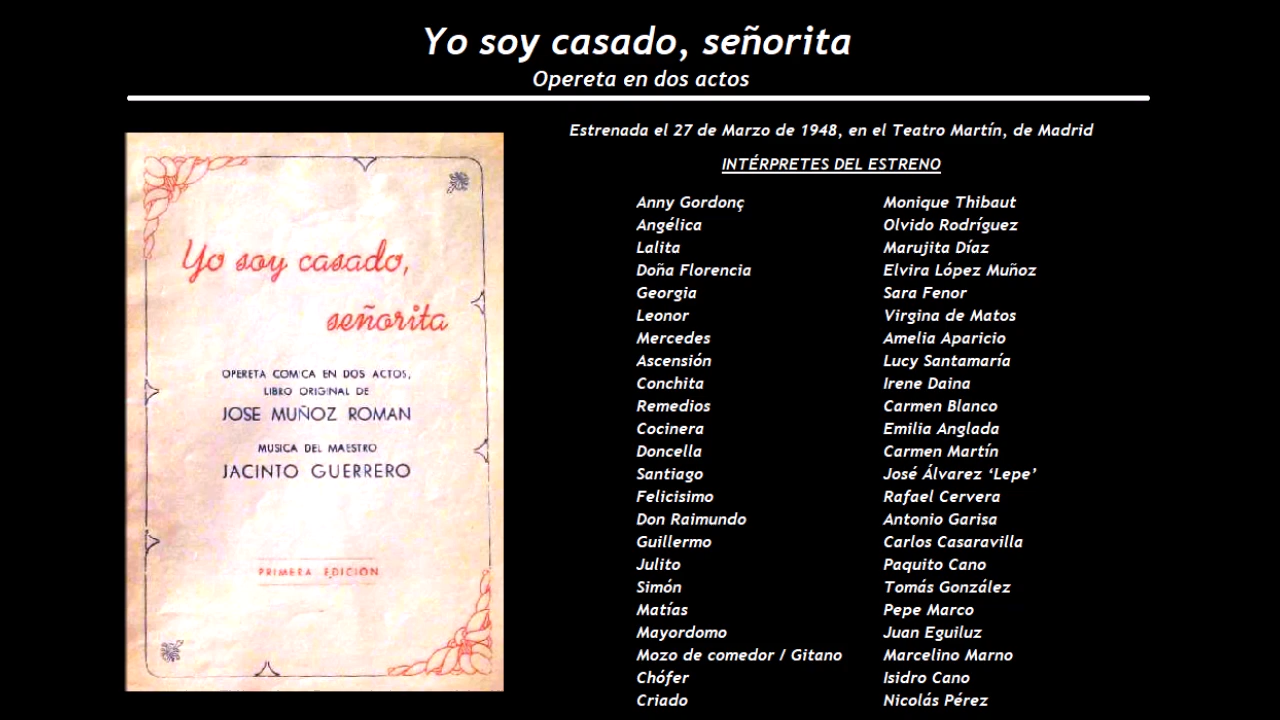 Yo soy casado, señorita
Opereta en dos actos
Yo soy casado,
señorita
OPERETA COMICA EN DOS ACTOS,
LIBRO ORIGINAL DE
JOSE MUÑOZ ROMAN
MUSICA DEL MAESTRO
JACINTO GUERRERO
PRIMERA EDICION
Estrenada el 27 de Marzo de 1948, en el Teatro Martín, de Madrid
INTÉRPRETES DEL ESTRENO
Anny Gordonç Monique Thibaut
Angélica Olvido Rodríguez
Lalita Marujita Díaz
Doña Florencia Elvira López Muñoz
Georgia Sara Fenor
Leonor Virgina de Matos
Mercedes Amelia Aparicio
Ascensión Lucy Santamaría
Conchita Irene Daina
Remedios Carmen Blanco
Cocinera Emilia Anglada
Doncella Carmen Martín
Santiago José Álvarez ‘Lepe’
Felicisimo Rafael Cervera
Don Raimundo Antonio Garisa
Guillermo Carlos Casaravilla
Julito Paquito Cano
Simón Tomás González
Matías Pepe Marco
Mayordomo Juan Eguiluz
Mozo de comedor / Gitano Marcelino Marno
Chófer Isidro Cano
Criado Nicolás Pérez